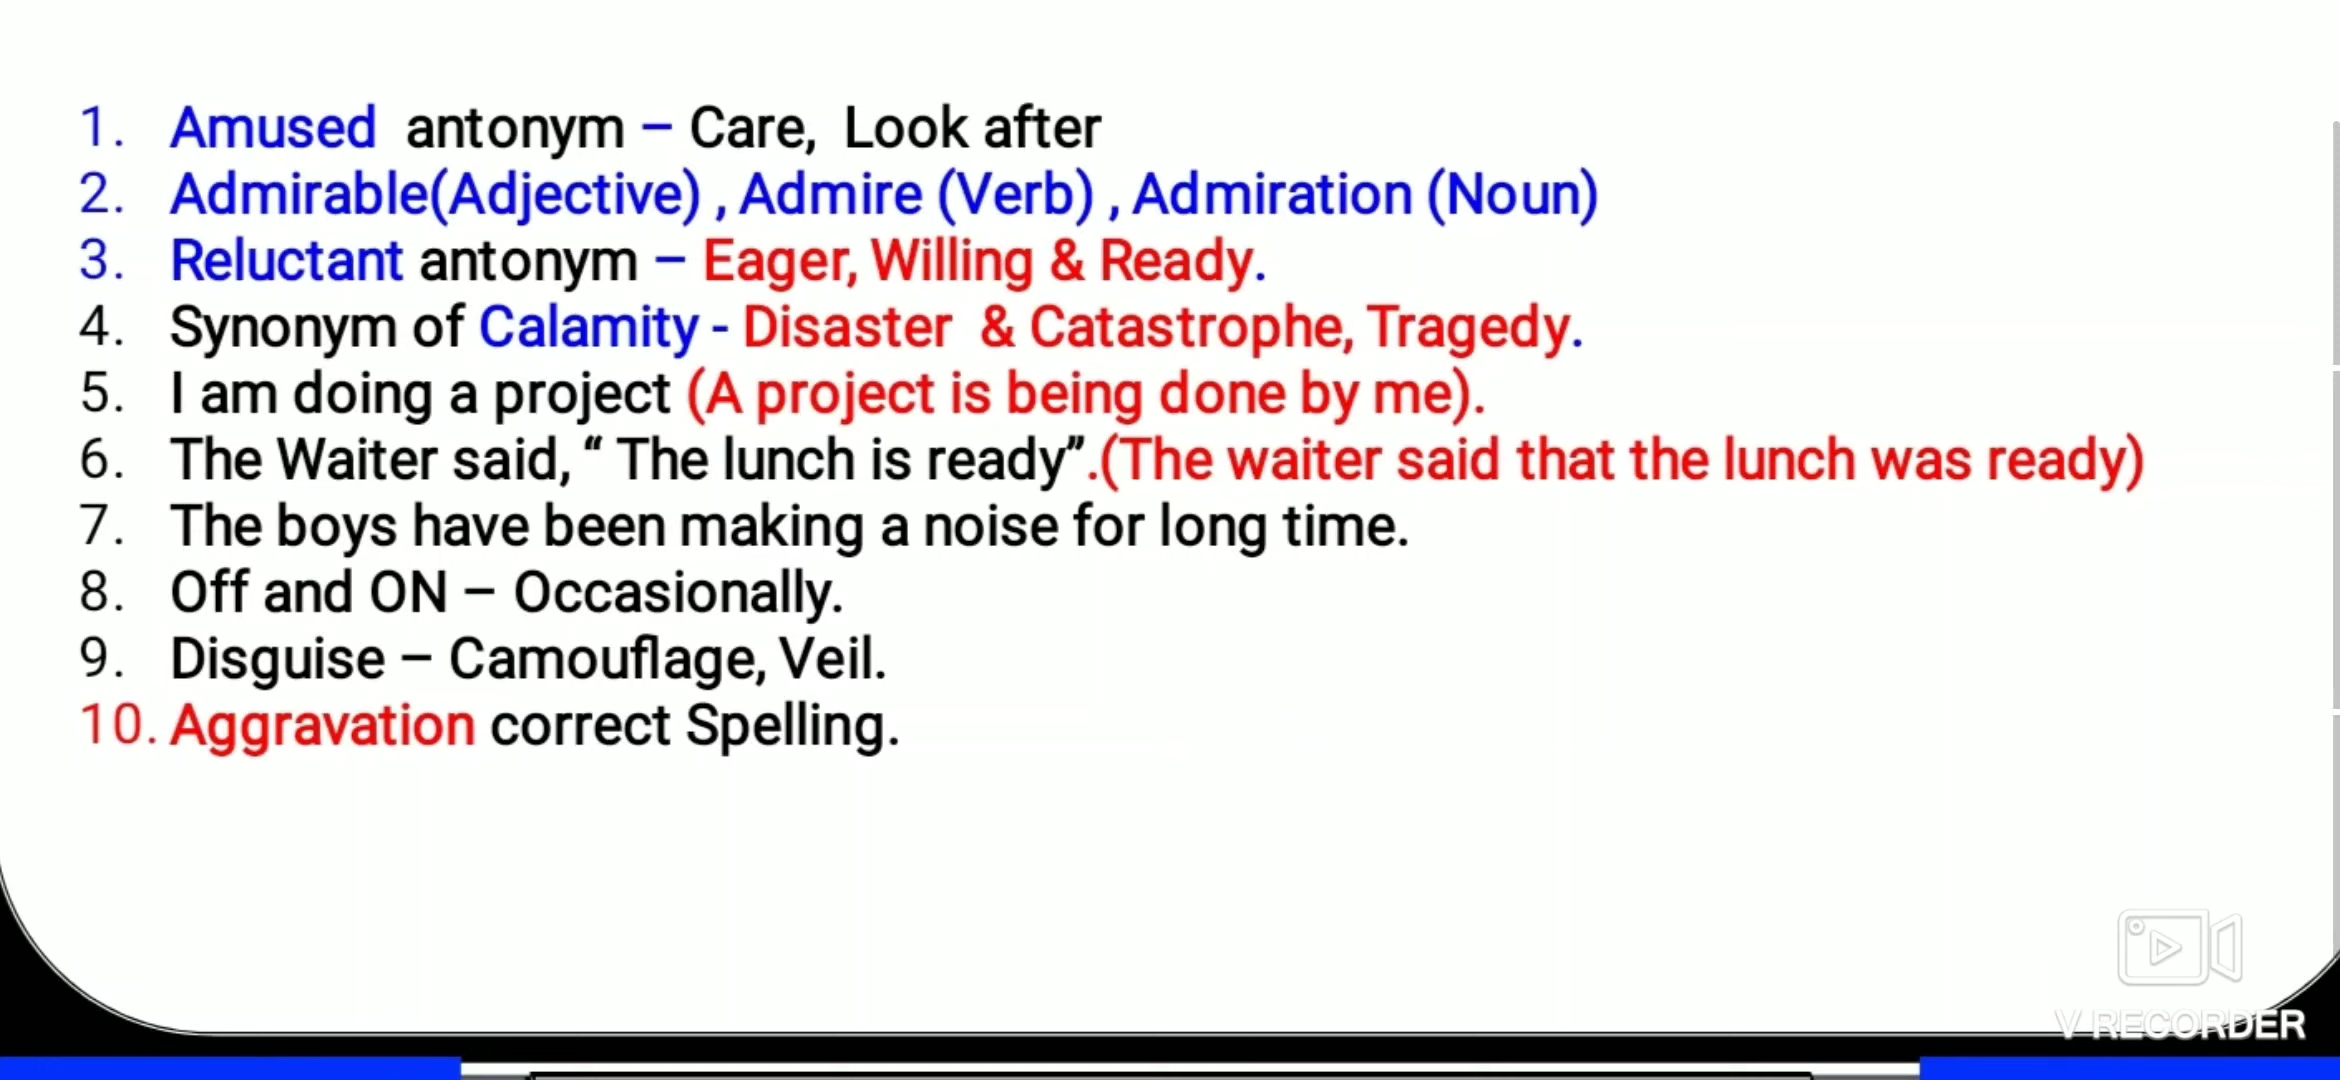 1. Amused antonym – Care, Look after
2. Admirable(Adjective) , Admire (Verb) , Admiration (Noun)
3. Reluctant antonym – Eager, Willing & Ready.
4. Synonym of Calamity - Disaster & Catastrophe, Tragedy.
5. I am doing a project (A project is being done by me).
6. The Waiter said, “ The lunch is ready”.(The waiter said that the lunch was ready)
7. The boys have been making a noise for long time.
8. Off and ON – Occasionally.
9. Disguise – Camouflage, Veil.
10. Aggravation correct Spelling.
V RECORDER